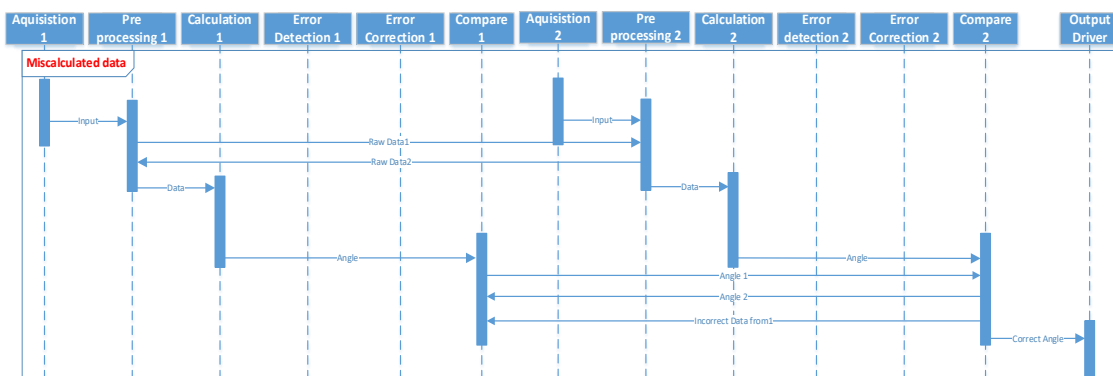 Aquisistion
1
Pre
processing 1
Calculation
1
Error
Detection 1
Error
Correction 1
Compare
1
Aquisistion
2
Pre
processing 2
Calculation
2
Error
detection 2
Error
Correction 2
Compare
2
Output
Driver
Miscalculated data
Input
Input
Raw Data1
Raw Data2
Data
Data
Angle
Angle
Angle 1
Angle 2
Incorrect Data from1
Correct Angle